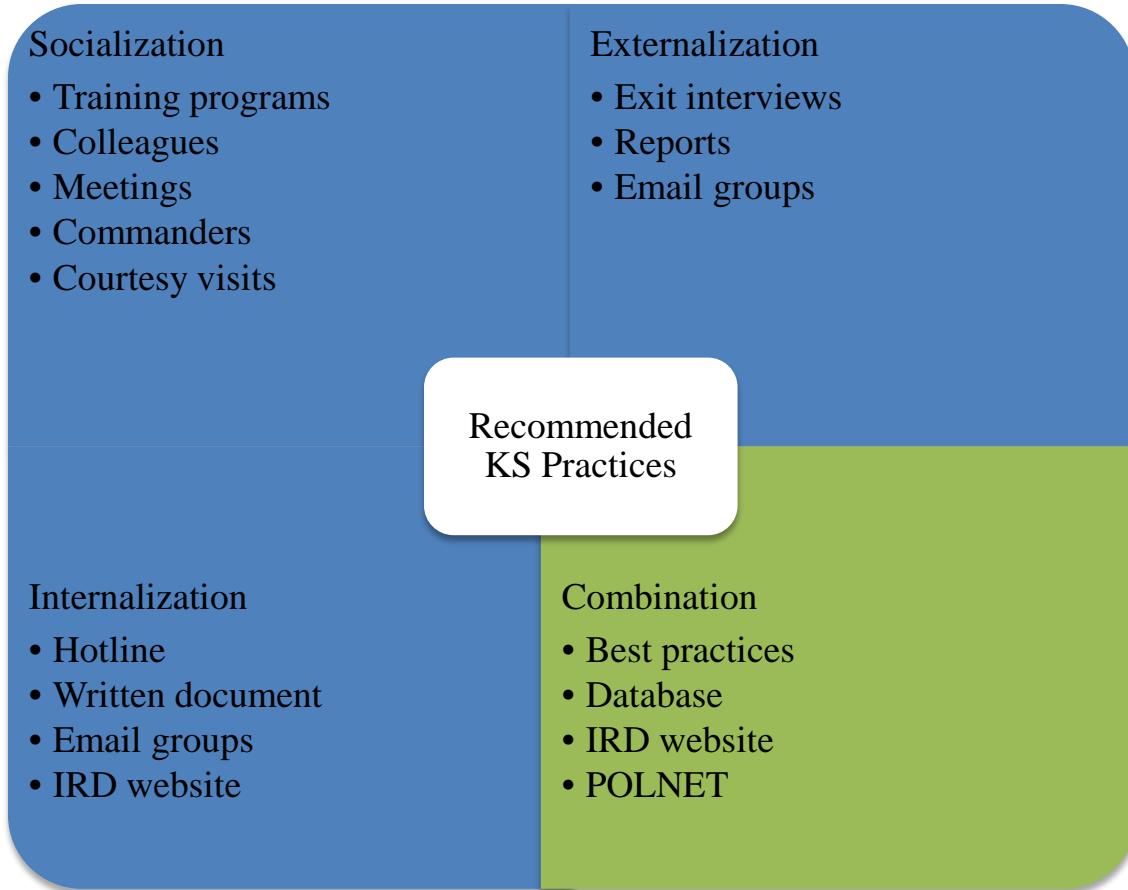 Socialization
• Training programs
• Colleagues
• Meetings
• Commanders
• Courtesy visits
Externalization
• Exit interviews
• Reports
• Email groups
Recommended
KS Practices
Internalization
• Hotline
• Written document
• Email groups
• IRD website
Combination
• Best practices
• Database
• IRD website
• POLNET